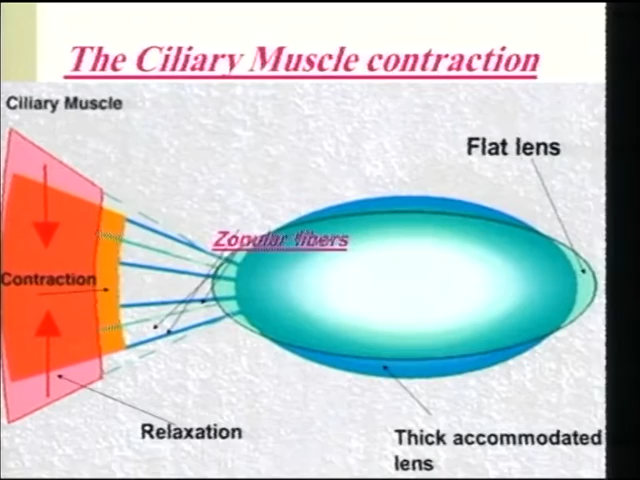 The Ciliary Muscle contraction
Ciliary Muscle
Flat lens
Zonular fibers
Contraction
Relaxation
Thick accommodated
lens